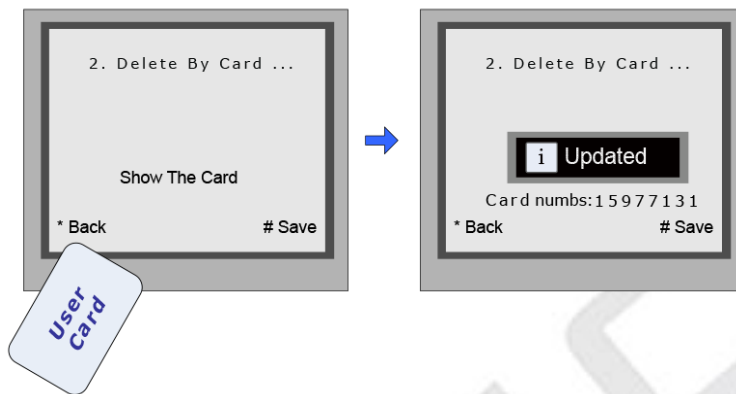 2. Delete By Card ...
Show The Card
* Back # Save
User
Card
2. Delete By Card ...
i Updated
Card numbs:15977131
* Back # Save